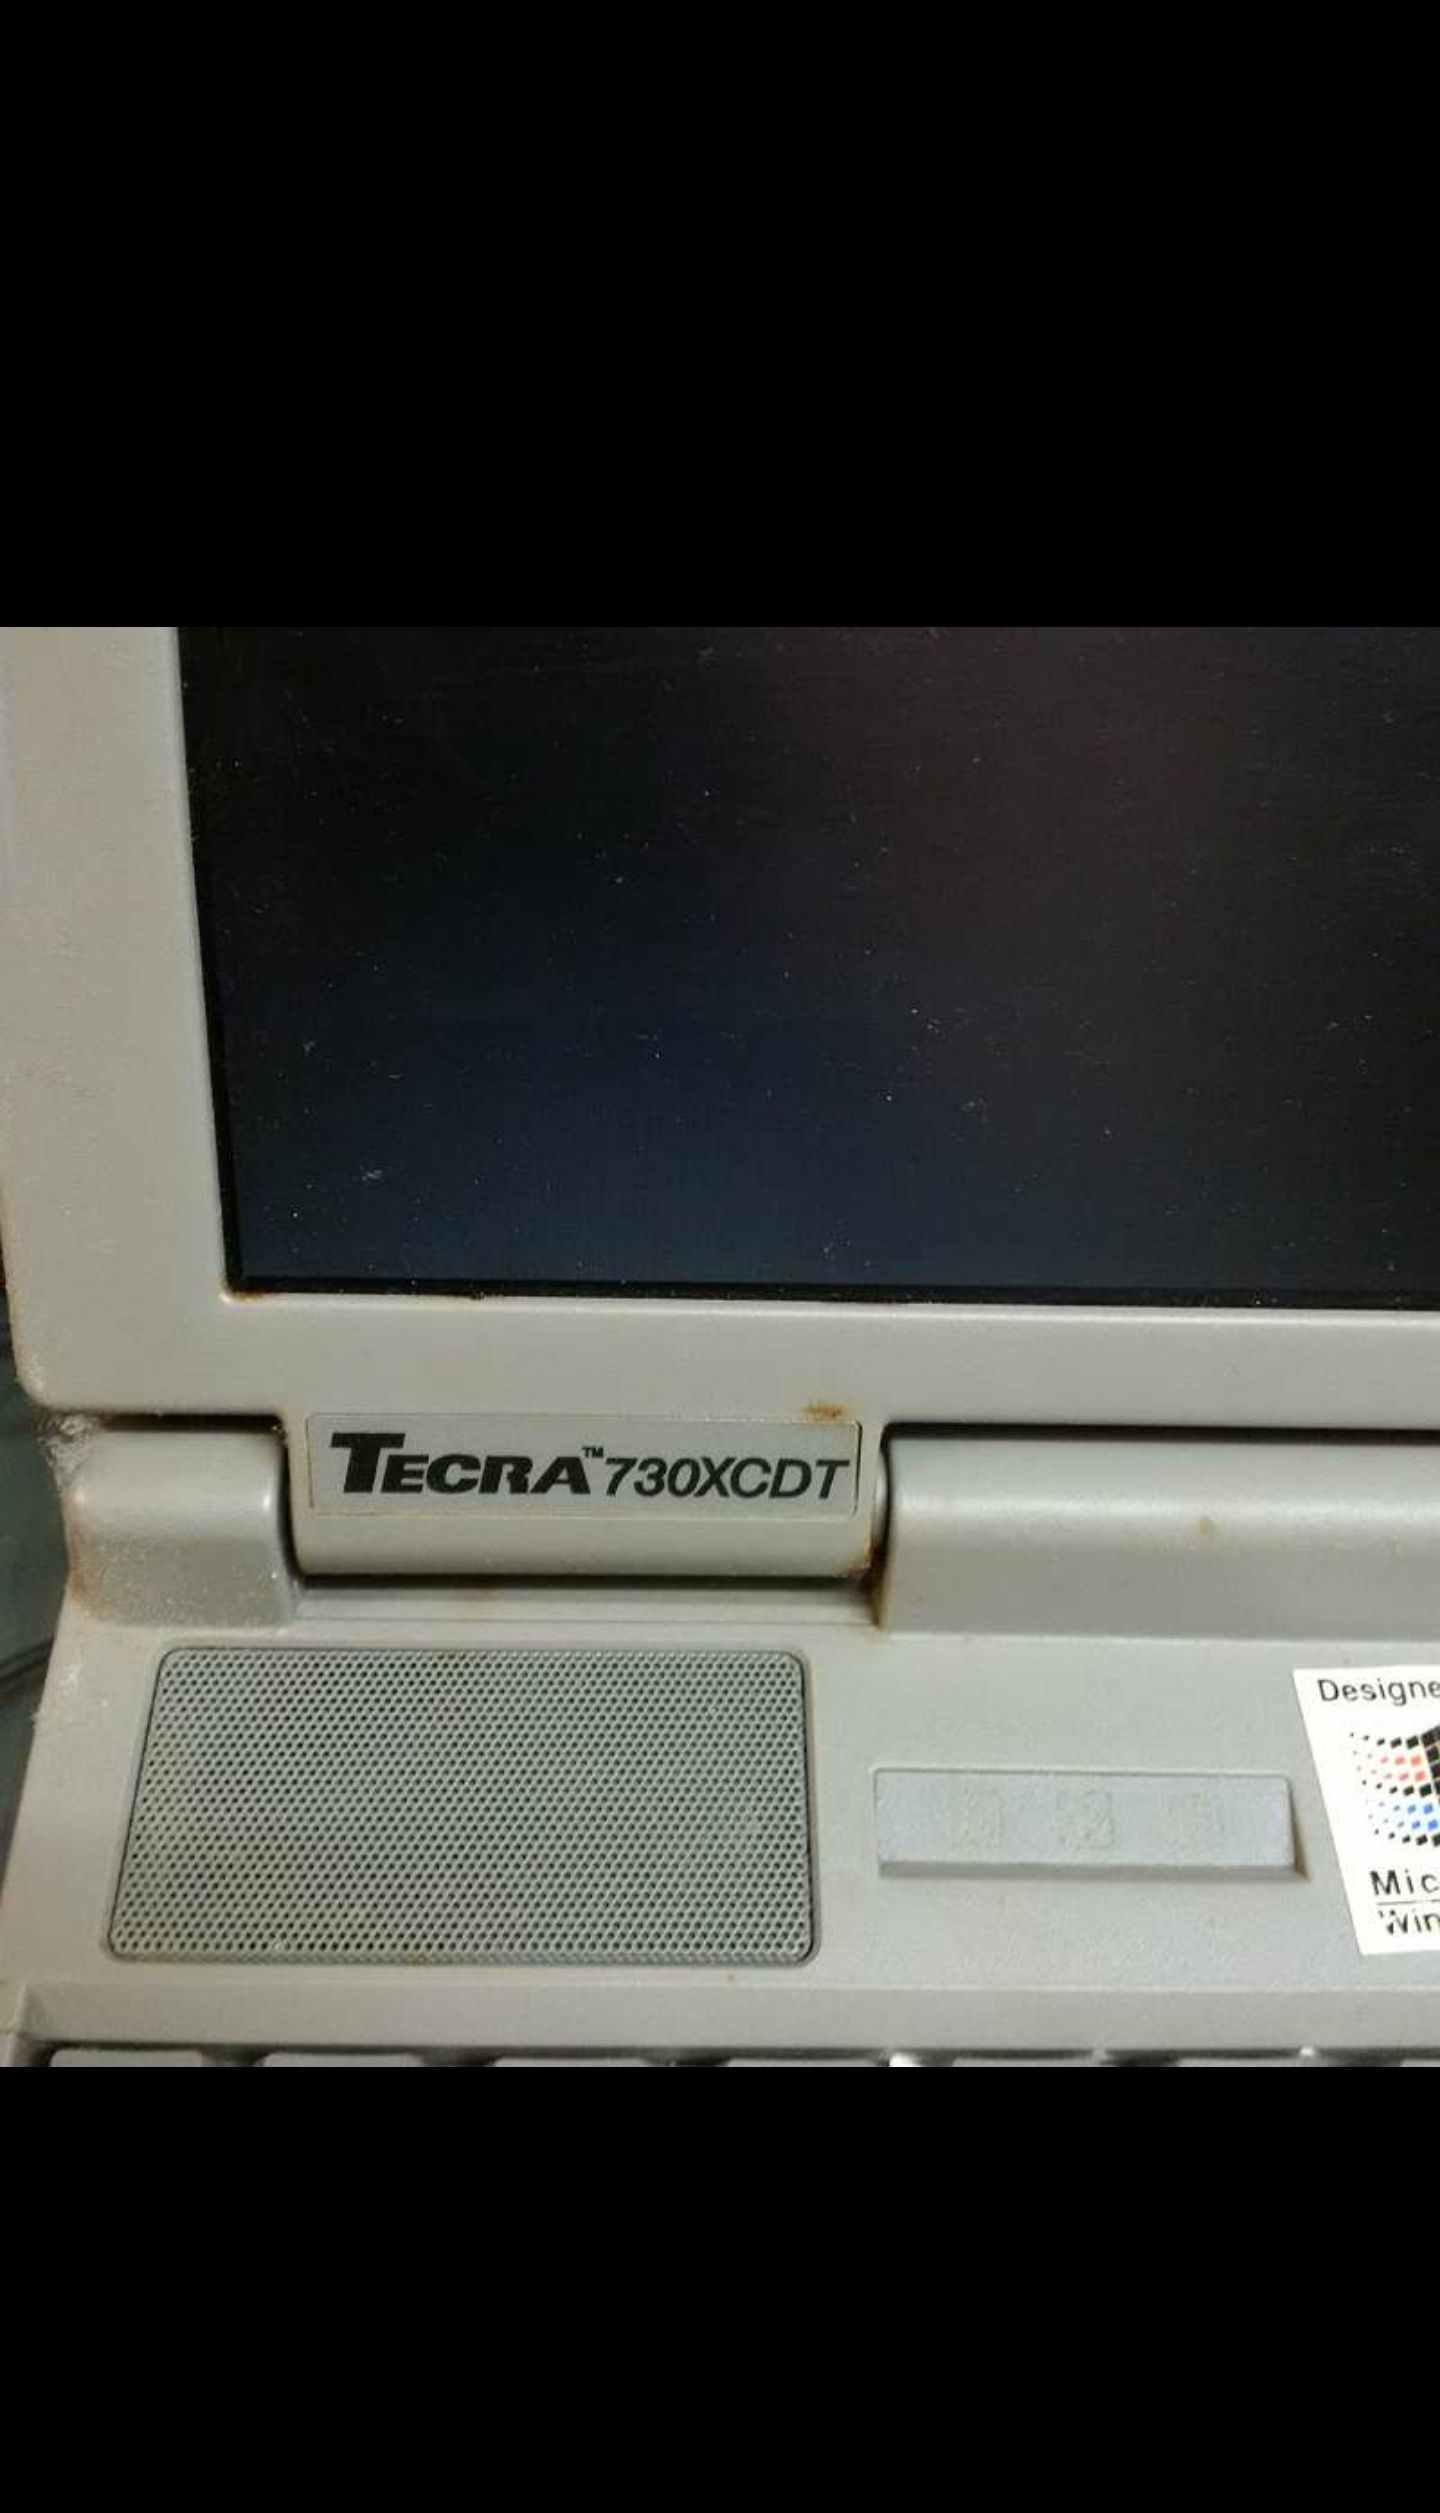 TECRA™ 730XCDT
Designe
Mic
Win